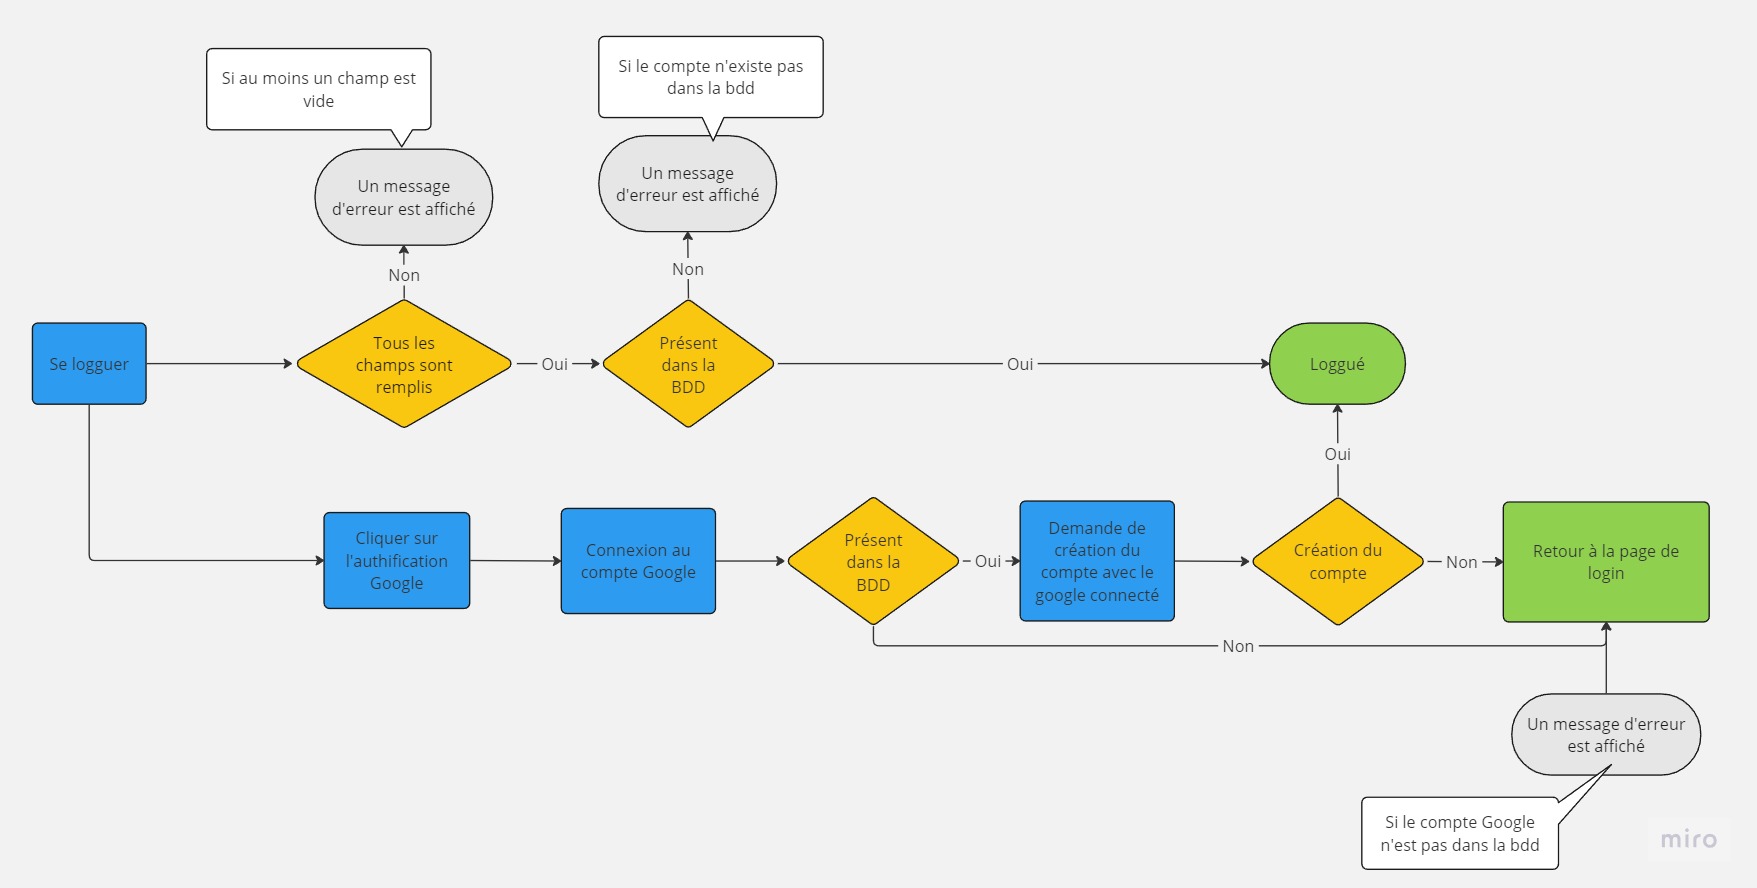 Si au moins un champ est
vide
Si le compte n'existe pas
dans la bdd
Un message
d'erreur est affiché
Un message
d'erreur est affiché
Non
Non
Se logguer
Tous les
champs sont
remplis
Oui
Présent
dans la
BDD
Oui
Loggué
Oui
Cliquer sur
l'authification
Google
Connexion au
compte Google
Présent
dans la
BDD
Oui
Demande de
création du
compte avec le
google connecté
Création du
compte
Non
Retour à la page de
login
Non
Un message d'erreur
est affiché
Si le compte Google
n'est pas dans la bdd
miro